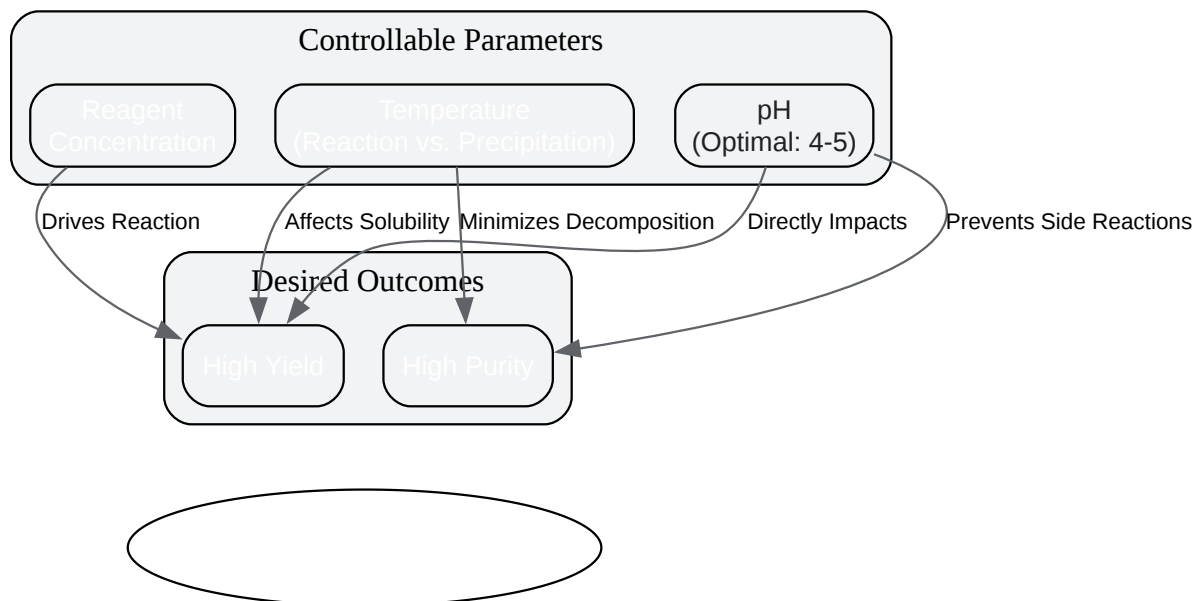 Controllable Parameters
Reagent
Concentration
Temperature
(Reaction vs. Precipitation)
pH
(Optimal: 4-5)
Drives Reaction
Affects Solubility
Minimizes Decomposition
Directly Impacts
Prevents Side Reactions
Desired Outcomes
High Yield
High Purity